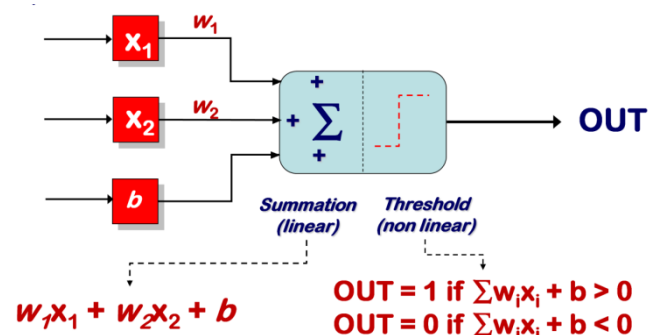 x₁ w₁
x₂ w₂
b
+
+ Σ
+
OUT
Summation
(linear)
Threshold
(non linear)
w₁x₁ + w₂x₂ + b
OUT = 1 if ∑wᵢxᵢ + b > 0
OUT = 0 if ∑wᵢxᵢ + b < 0